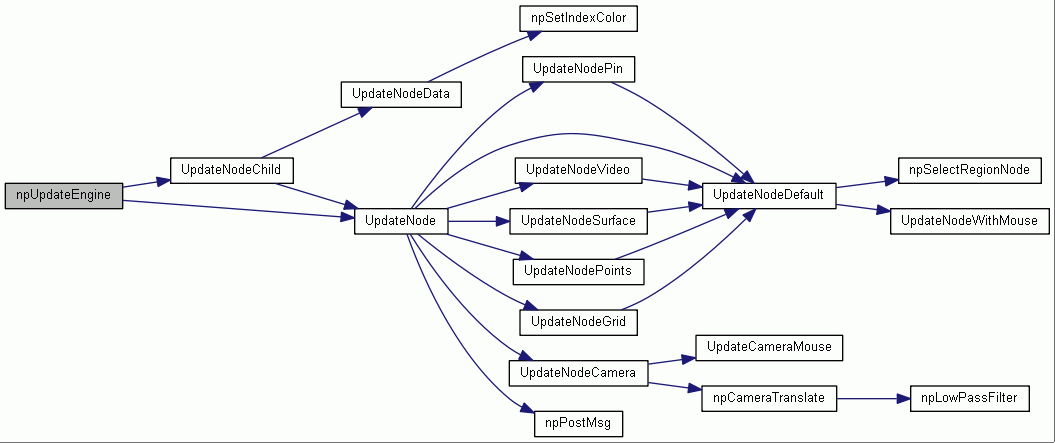 npSetIndexColor
UpdateNodePin
UpdateNodeData
UpdateNodeChild
UpdateNodeVideo
npSelectRegionNode
npUpdateEngine
UpdateNodeDefault
UpdateNode
UpdateNodeSurface
UpdateNodeWithMouse
UpdateNodePoints
UpdateNodeGrid
UpdateCameraMouse
UpdateNodeCamera
npCameraTranslate
npLowPassFilter
npPostMsg